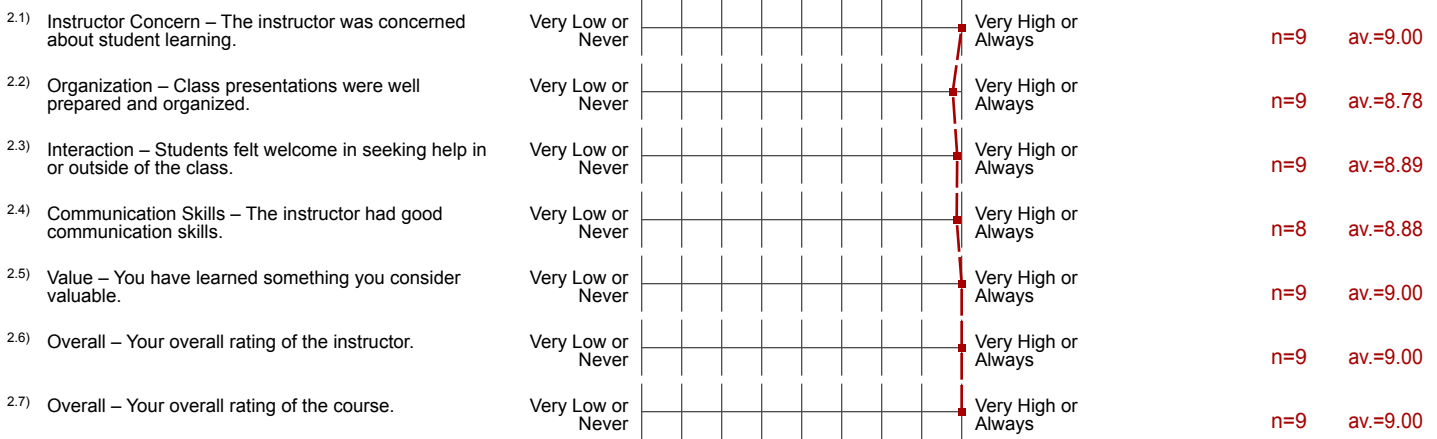 2.1) Instructor Concern – The instructor was concerned
about student learning.
Very Low or
Never
Very High or
Always
n=9 av.=9.00
2.2) Organization – Class presentations were well
prepared and organized.
Very Low or
Never
Very High or
Always
n=9 av.=8.78
2.3) Interaction – Students felt welcome in seeking help in
or outside of the class.
Very Low or
Never
Very High or
Always
n=9 av.=8.89
2.4) Communication Skills – The instructor had good
communication skills.
Very Low or
Never
Very High or
Always
n=8 av.=8.88
2.5) Value – You have learned something you consider
valuable.
Very Low or
Never
Very High or
Always
n=9 av.=9.00
2.6) Overall – Your overall rating of the instructor.
Very Low or
Never
Very High or
Always
n=9 av.=9.00
2.7) Overall – Your overall rating of the course.
Very Low or
Never
Very High or
Always
n=9 av.=9.00